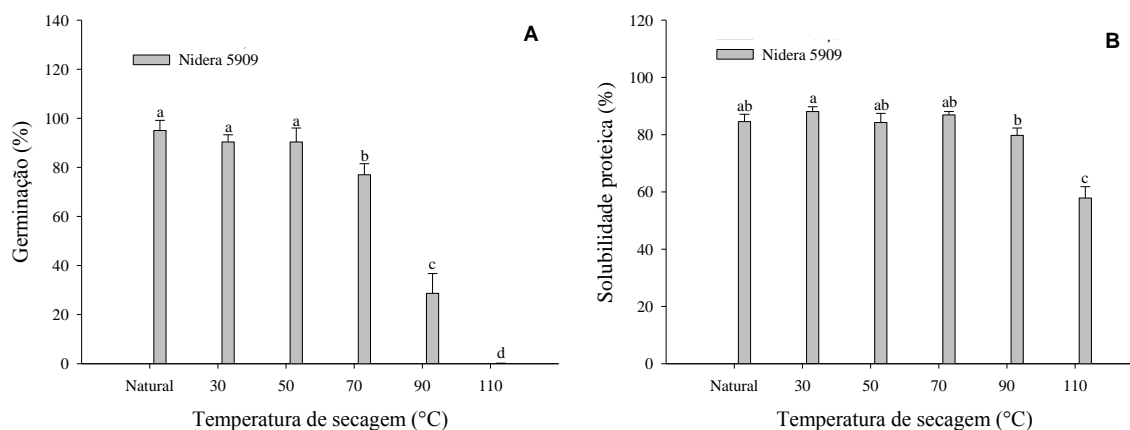 A
Nidera 5909
Germinação (%)
140
120
100
80
60
40
20
0
a
a
a
b
c
d
Natural 30 50 70 90 110
Temperatura de secagem (°C)
B
Nidera 5909
Solubilidade proteica (%)
120
100
80
60
40
20
0
ab
a
ab
ab
b
c
Natural 30 50 70 90 110
Temperatura de secagem (°C)